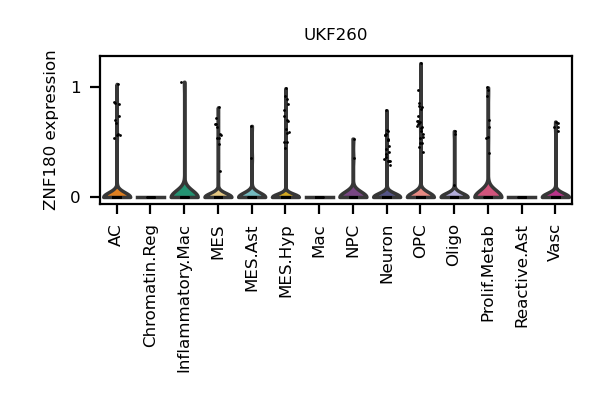 UKF260
ZNF180 expression
1
0
AC
Chromatin.Reg
Inflammatory.Mac
MES
MES.Ast
MES.Hyp
Mac
NPC
Neuron
OPC
Oligo
Prolif.Metab
Reactive.Ast
Vasc